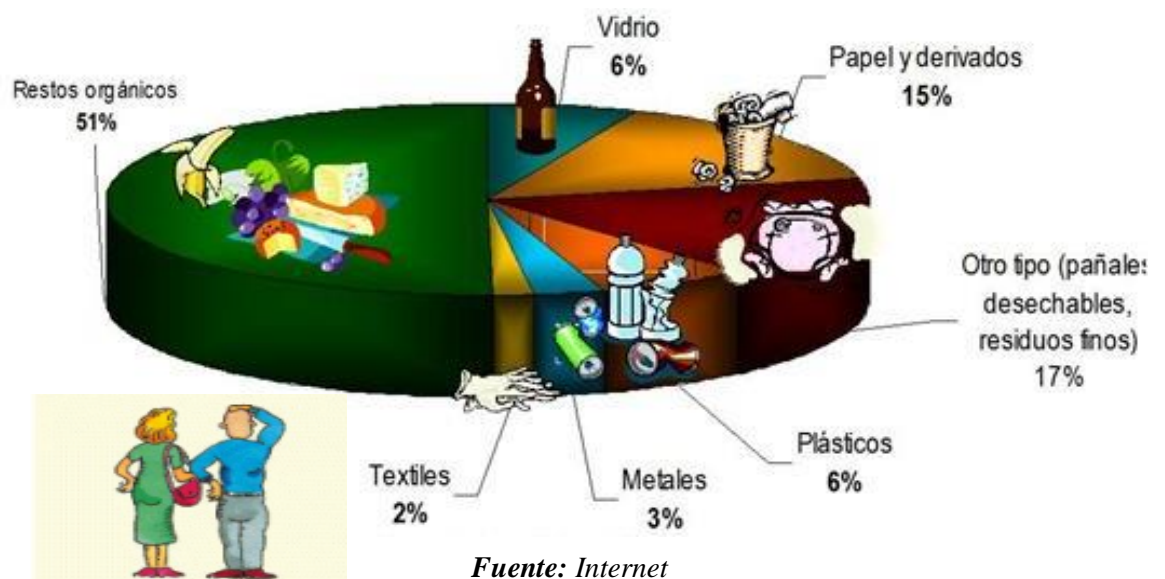 Vidrio
6%
Papel y derivados
15%
Restos orgánicos
51%
Otro tipo (pañales
desechables,
residuos finos)
17%
Plásticos
6%
Metales
3%
Textiles
2%
Fuente: Internet